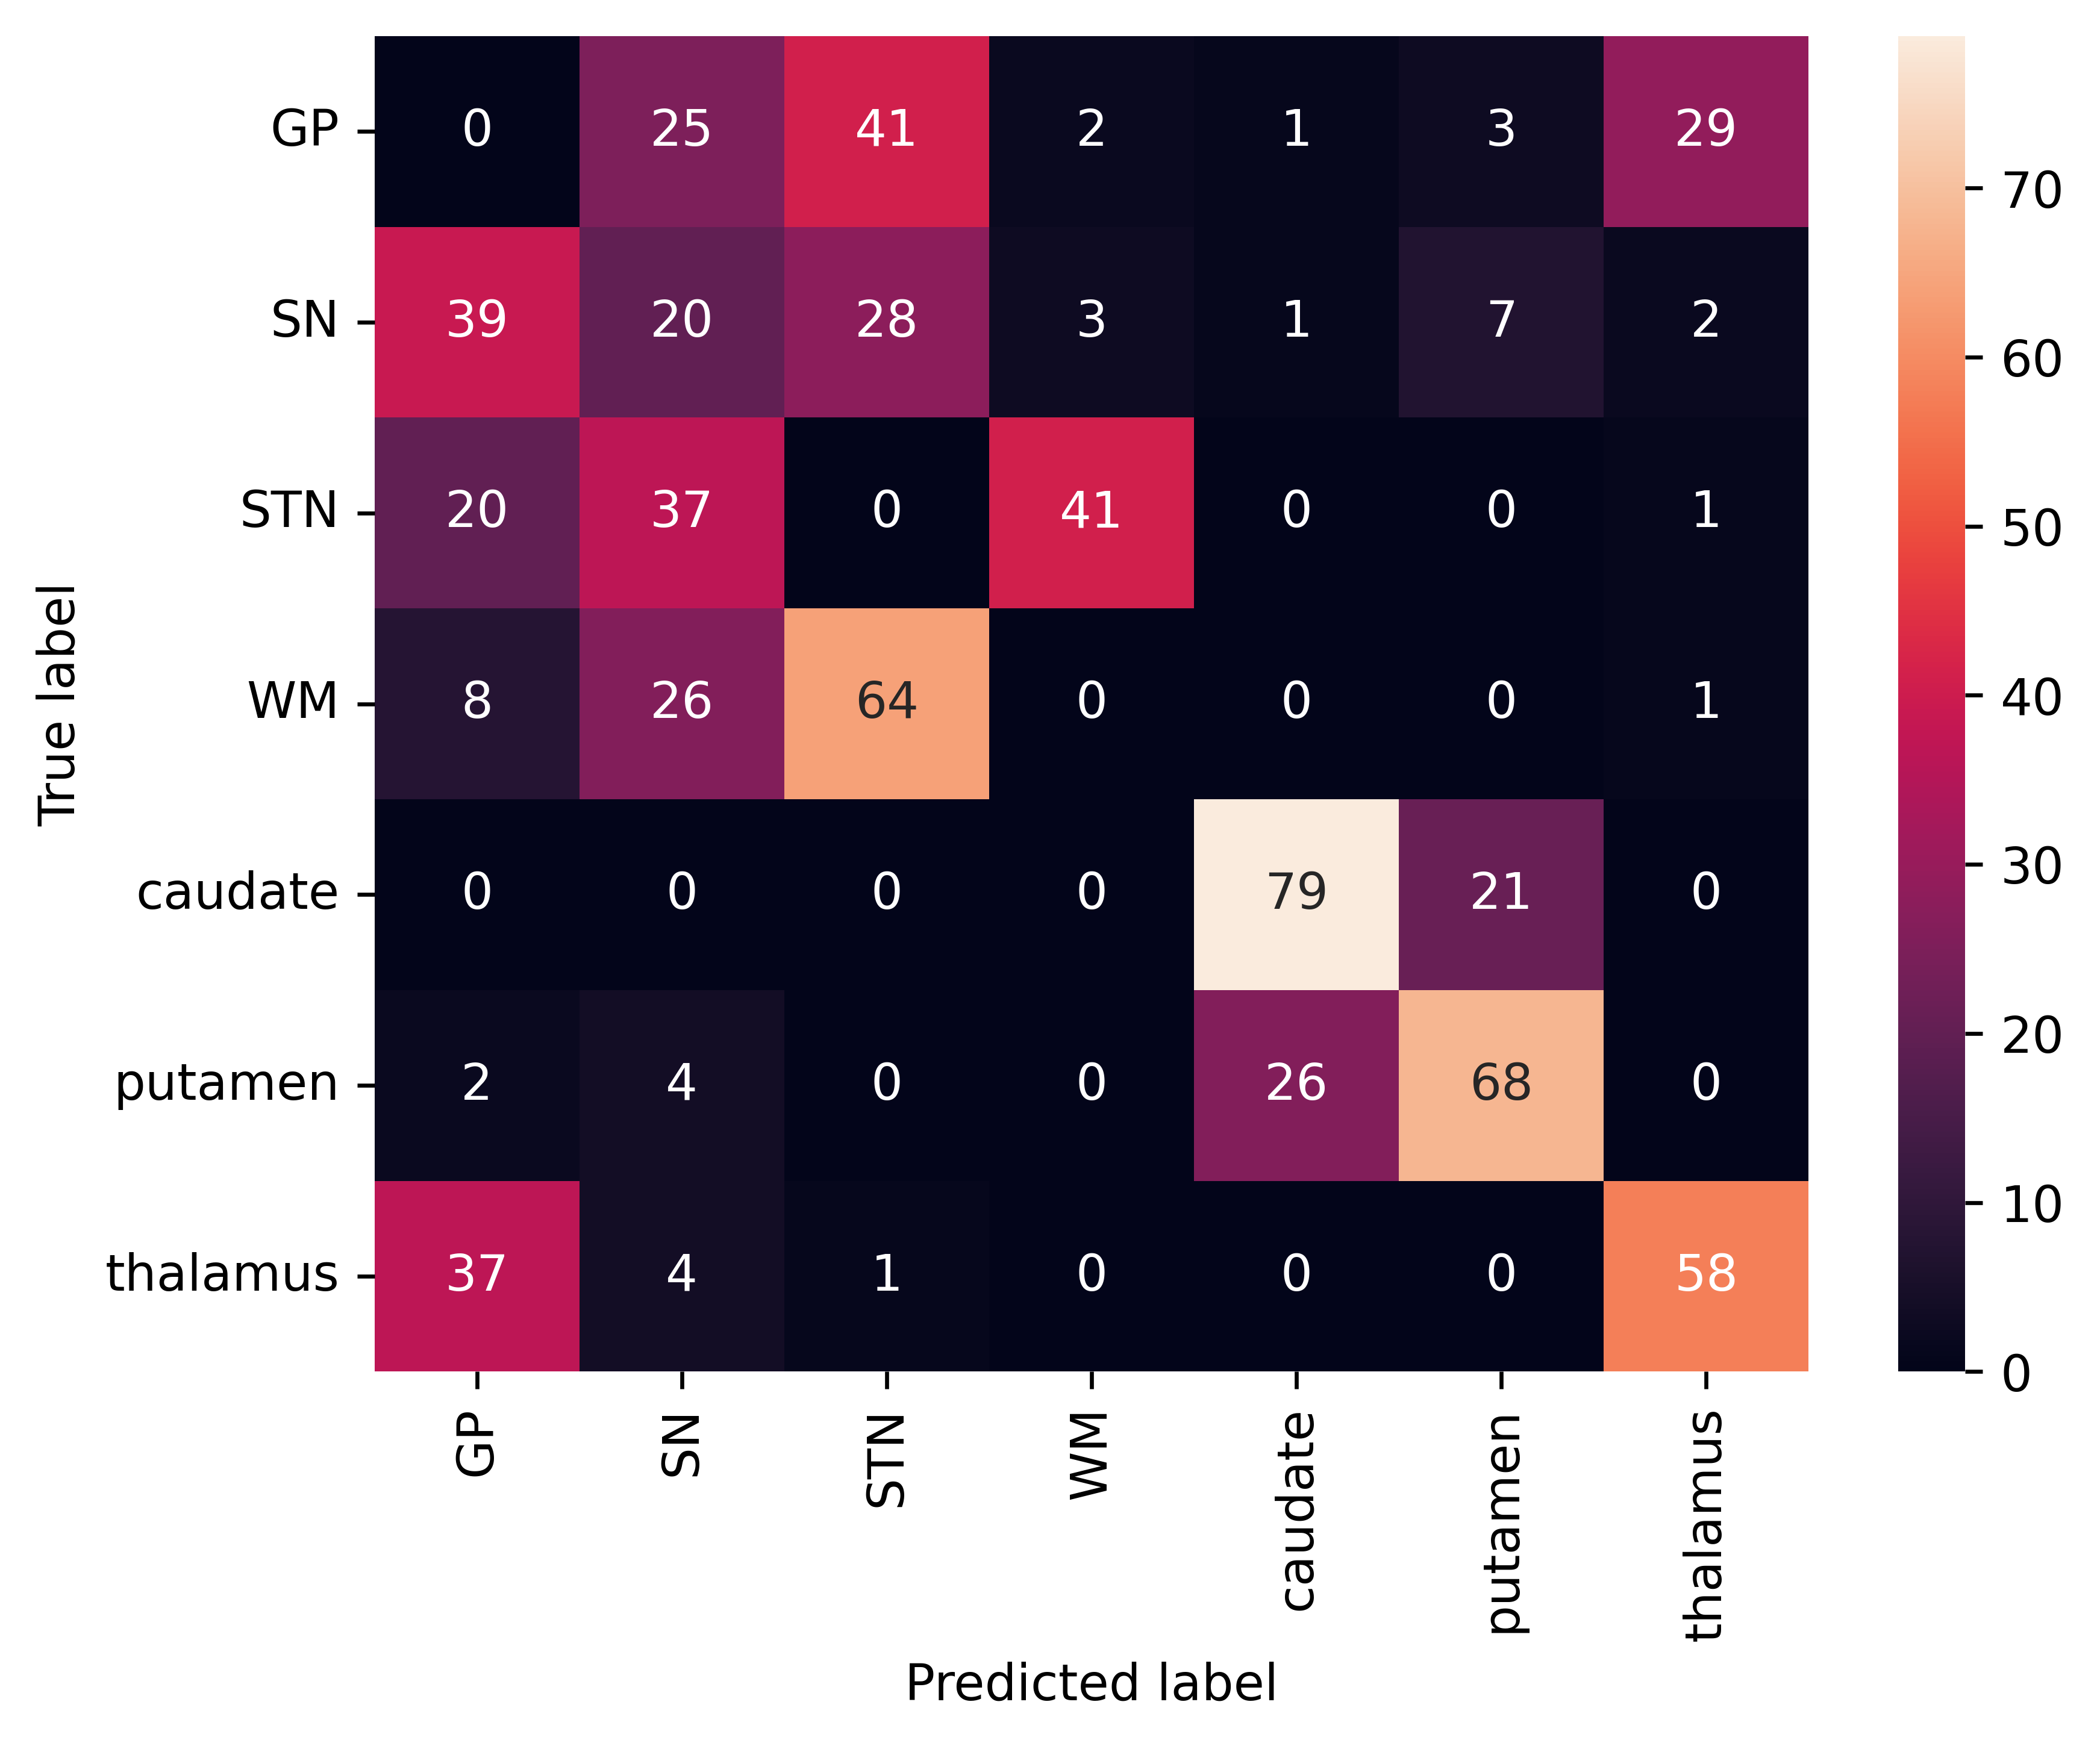 GP 0 25 41 2 1 3 29
SN 39 20 28 3 1 7 2
STN 20 37 0 41 0 0 1
WM 8 26 64 0 0 0 1
caudate 0 0 0 0 79 21 0
putamen 2 4 0 0 26 68 0
thalamus 37 4 1 0 0 0 58
True label
GP SN STN WM caudate putamen thalamus
Predicted label
70
60
50
40
30
20
10
0